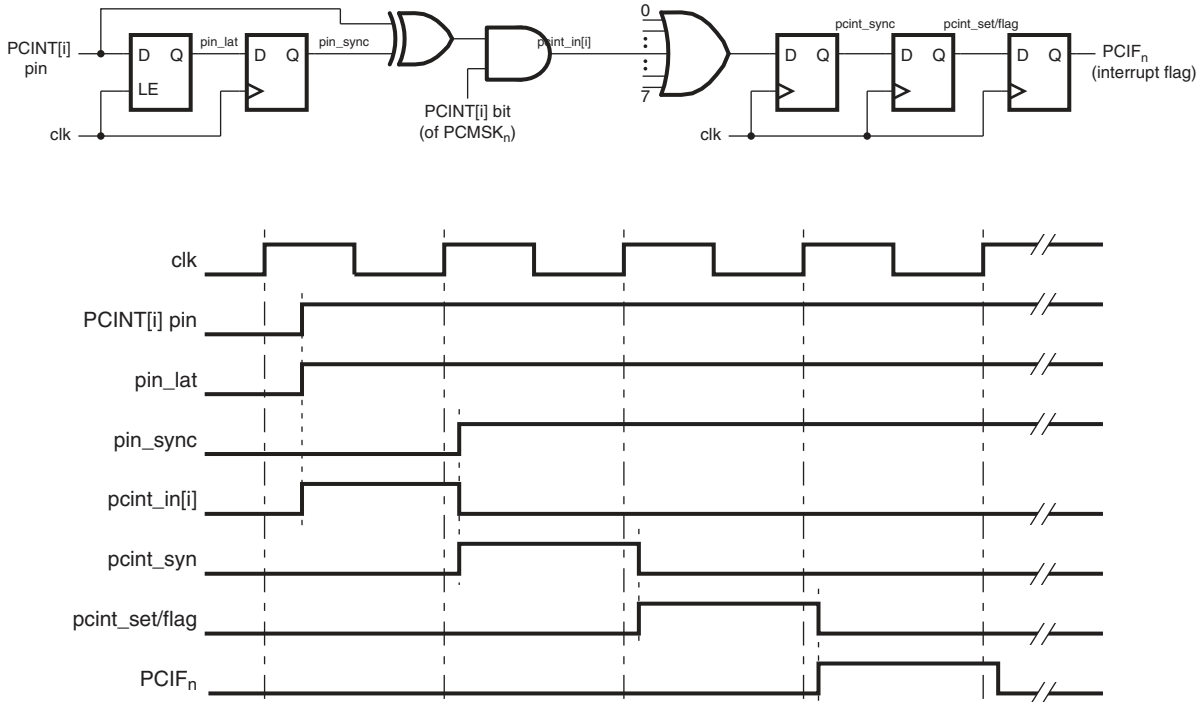 PCINT[i]
pin
D Q
LE
clk
pin_lat
D Q
pin_sync
PCINT[i] bit
(of PCMSKn)
pcint_in[i]
0
7
D Q
pcint_sync
D Q
pcint_set/flag
D Q
clk
PCIFn
(interrupt flag)
clk
PCINT[i] pin
pin_lat
pin_sync
pcint_in[i]
pcint_syn
pcint_set/flag
PCIFn